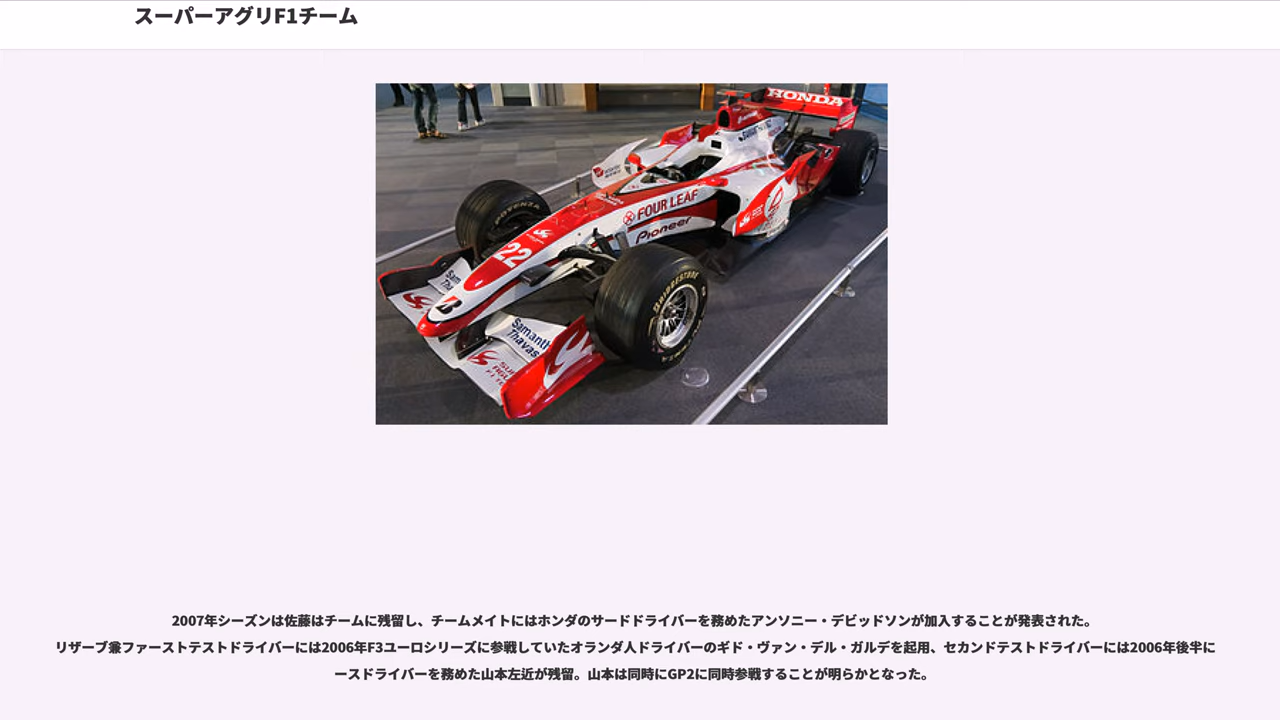 スーパーアグリF1チーム
HONDA
FOUR LEAF
Pioneer
POTENZA
22
BRIDGESTONE
Samantha
Thavasa
2007年シーズンは佐藤はチームに残留し、チームメイトにはホンダのサードドライバーを務めたアンソニー・デビッドソンが加入することが発表された。
リザーブ兼ファーストテストドライバーには2006年F3ユーロシリーズに参戦していたオランダ人ドライバーのギド・ヴァン・デル・ガルデを起用、セカンドテストドライバーには2006年後半に
ースドライバーを務めた山本左近が残留。山本は同時にGP2に同時参戦することが明らかとなった。